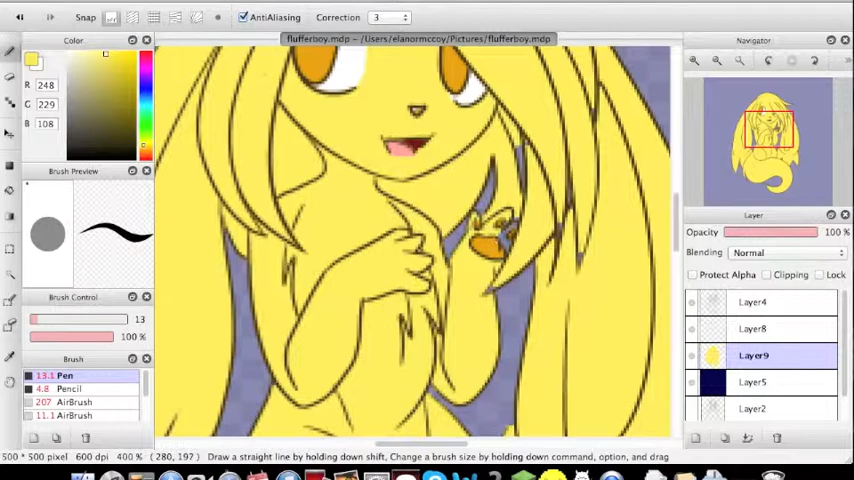 Snap AntiAliasing Correction 3
flufferboy.mdp - /Users/elanormccoy/Pictures/flufferboy.mdp
Color
R 248
G 229
B 108
Brush Preview
Brush Control
13
100 %
Brush
13.1 Pen
4.8 Pencil
207 AirBrush
11.1 AirBrush
Navigator
Layer
Opacity 100 %
Blending Normal
Protect Alpha Clipping Lock
Layer4
Layer8
Layer9
Layer5
Layer2
500 * 500 pixel 600 dpi 400 % (280, 197) Draw a straight line by holding down shift, Change a brush size by holding down command, option, and drag